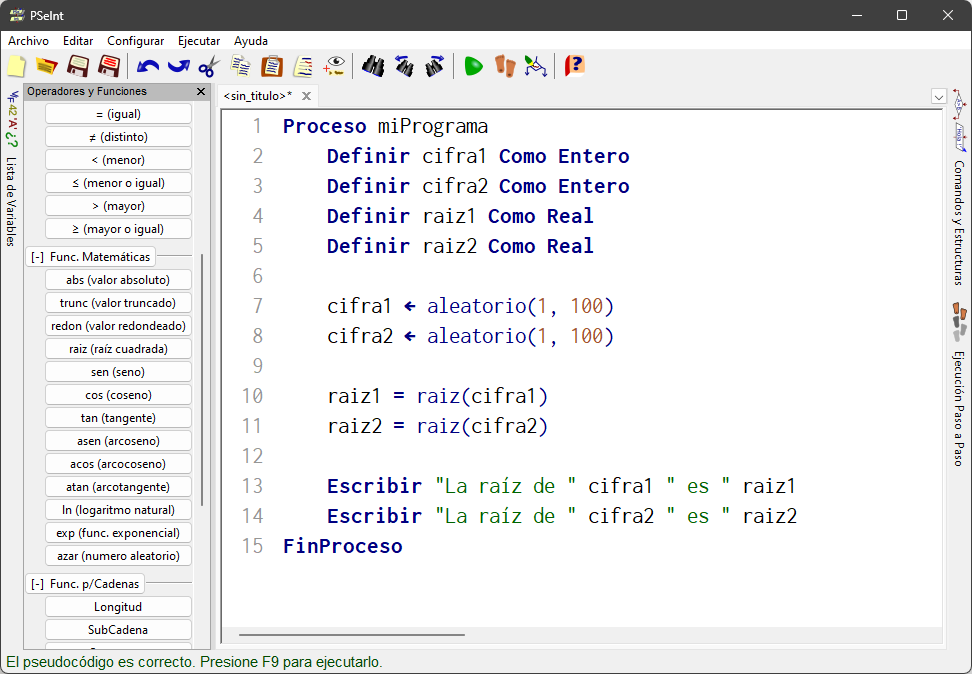 PSeInt
Archivo Editar Configurar Ejecutar Ayuda
Operadores y Funciones
= (igual)
≠ (distinto)
< (menor)
≤ (menor o igual)
> (mayor)
≥ (mayor o igual)
[-] Func. Matemáticas
abs (valor absoluto)
trunc (valor truncado)
redon (valor redondeado)
raiz (raíz cuadrada)
sen (seno)
cos (coseno)
tan (tangente)
asen (arcoseno)
acos (arcocoseno)
atan (arcotangente)
ln (logaritmo natural)
exp (func. exponencial)
azar (numero aleatorio)
[-] Func. p/Cadenas
Longitud
SubCadena
Lista de Variables
<sin_titulo>*
1 Proceso miPrograma
2 Definir cifra1 Como Entero
3 Definir cifra2 Como Entero
4 Definir raiz1 Como Real
5 Definir raiz2 Como Real
6
7 cifra1 ← aleatorio(1, 100)
8 cifra2 ← aleatorio(1, 100)
9
10 raiz1 = raiz(cifra1)
11 raiz2 = raiz(cifra2)
12
13 Escribir "La raíz de " cifra1 " es " raiz1
14 Escribir "La raíz de " cifra2 " es " raiz2
15 FinProceso
Comandos y Estructuras
Ejecución Paso a Paso
El pseudocódigo es correcto. Presione F9 para ejecutarlo.